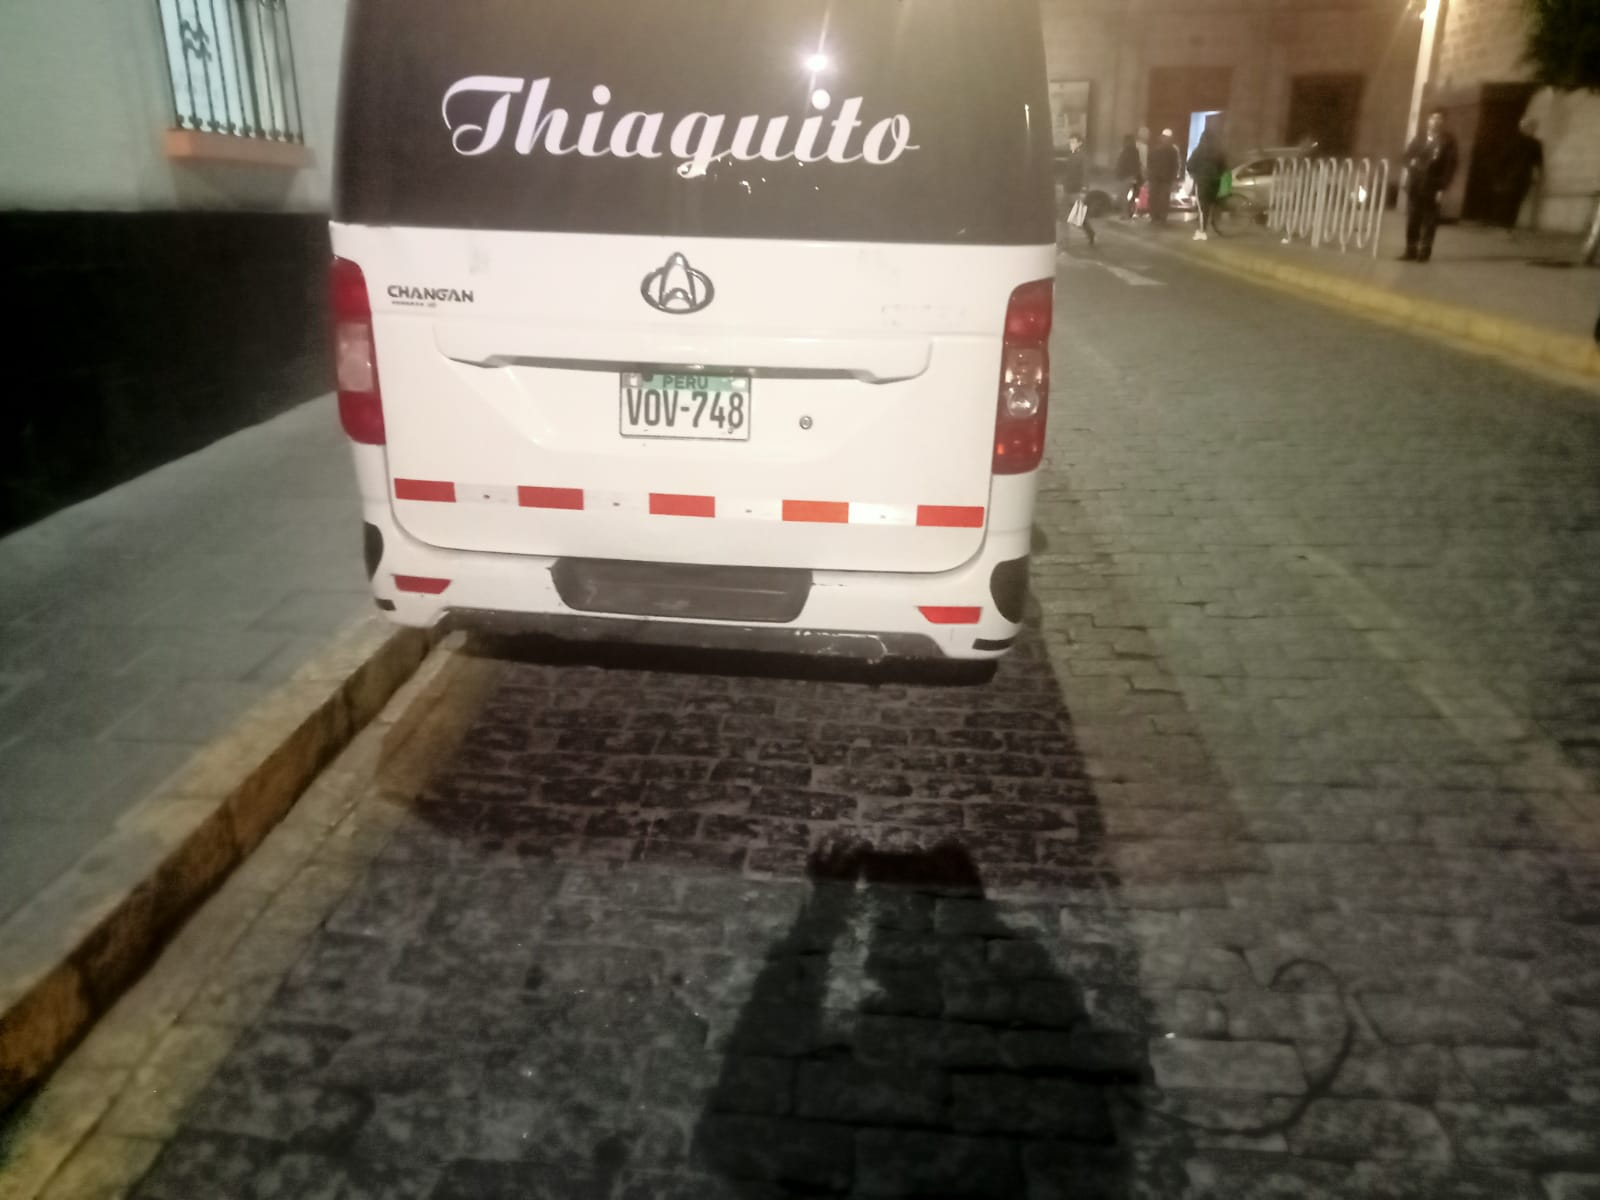 Thiaguito
CHANGAN
PERU
VOV-748